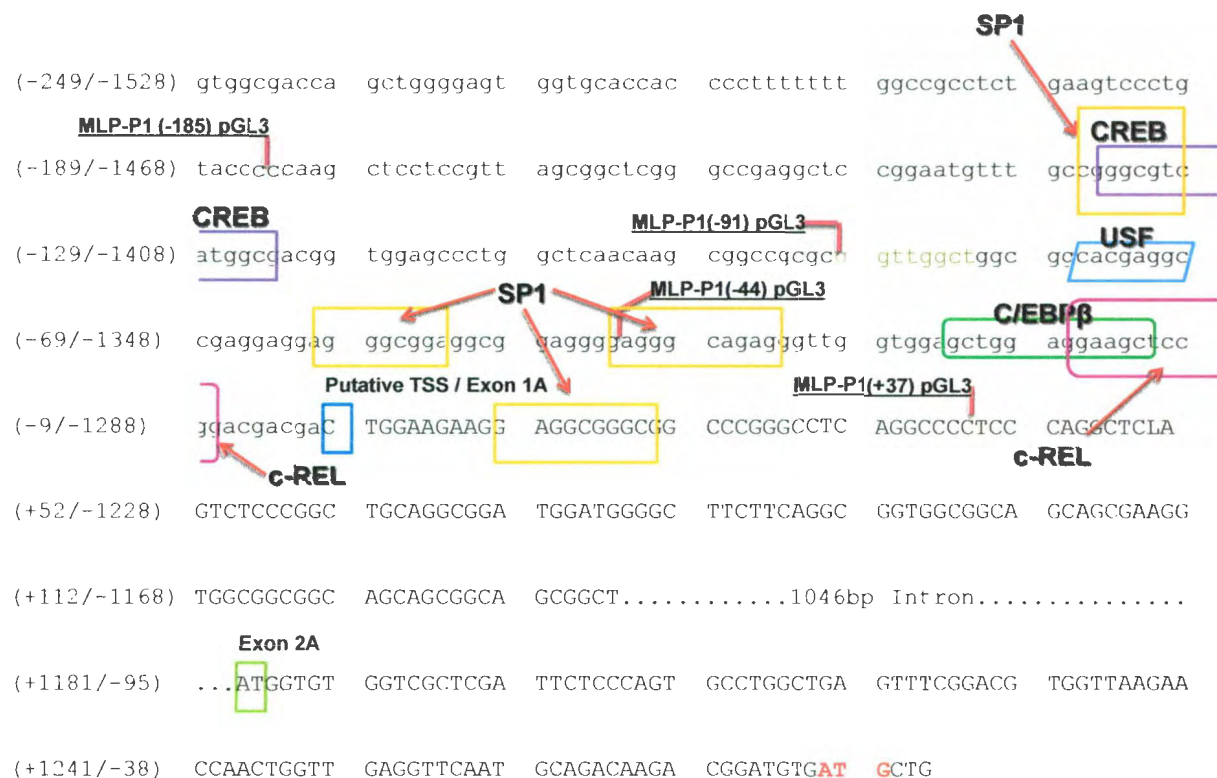 SP1
(-249/-1528) gtggcgacca gctggggagt ggtgcaccac cccttttttt ggccgcctct gaagtccctg
MLP-P1 (-185) pGL3
CREB
(-189/-1468) tacccccaag ctcctccgtt agcggctcgg gccgaggctc cggaatgttt gccgggcgtc
CREB
MLP-P1(-91) pGL3
USF
(-129/-1408) atggcgacgg tggagccctg gctcaacaag cggccgcgc gttggctggc ggcacgaggc
SP1
MLP-P1(-44) pGL3
C/EBPβ
(-69/-1348) cgaggaggag ggcggaggcg gaggggaggg cagagggttg gtggagctgg aggaagctcc
Putative TSS / Exon 1A
MLP-P1(+37) pGL3
(-9/-1288) ggacgacgaC TGGAAGAAGG AGGCGGGCGG CCCGGGCCTC AGGCCCCTCC CAGGCTCLA
c-REL
c-REL
(+52/-1228) GTCTCCCGGC TGCAGGCGGA TGGATGGGGC TTCTTCAGGC GGTGGCGGCA GCAGCGAAGG
(+112/-1168) TGGCGGCGGC AGCAGCGGCA GCGGCT............1046bp Intron...............
Exon 2A
(+1181/-95) ...ATGGTGT GGTCGCTCGA TTCTCCCAGT GCCTGGCTGA GTTTCGGACG TGGTTAAGAA
(+1241/-38) CCAACTGGTT GAGGTTCAAT GCAGACAAGA CGGATGTGAT GCTG